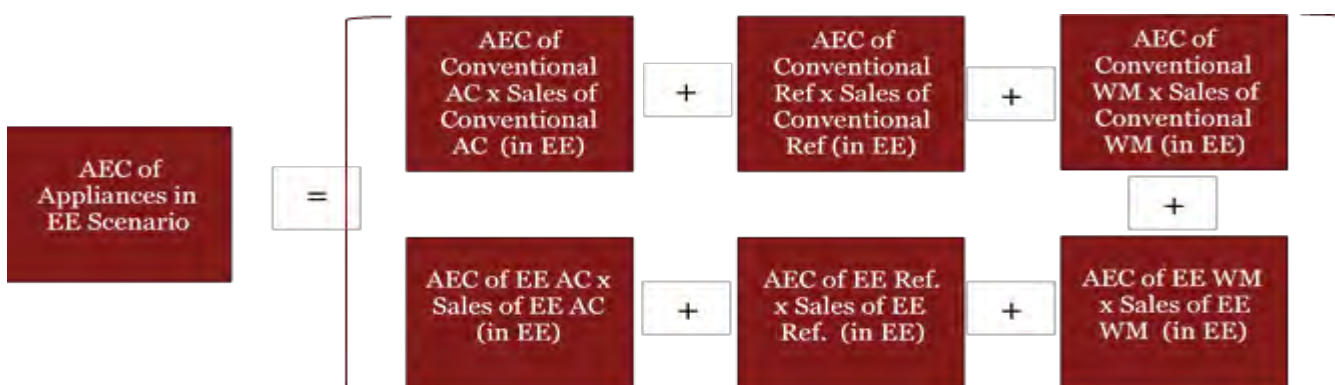 AEC of
Appliances in
EE Scenario
=
AEC of
Conventional
AC x Sales of
Conventional
AC (in EE)
+
AEC of
Conventional
Ref x Sales of
Conventional
Ref (in EE)
+
AEC of
Conventional
WM x Sales of
Conventional
WM (in EE)
+
AEC of EE AC x
Sales of EE AC
(in EE)
+
AEC of EE Ref.
x Sales of EE
Ref. (in EE)
+
AEC of EE WM
x Sales of EE
WM (in EE)